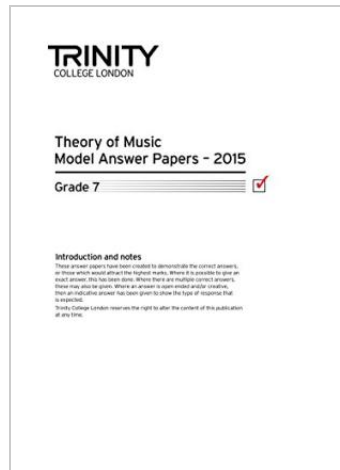 TRINITY
COLLEGE LONDON
Theory of Music
Model Answer Papers – 2015
Grade 7
Introduction and notes
These answer papers have been created to demonstrate the correct answers,
or those which would attract the highest marks. Where it is possible to give an
exact answer, this has been done. Where there are multiple correct answers,
these may also be given. Where an answer is open ended and/or creative,
then an indicative answer has been given to show the type of response that
is expected.
Trinity College London reserves the right to alter the content of this publication
at any time.